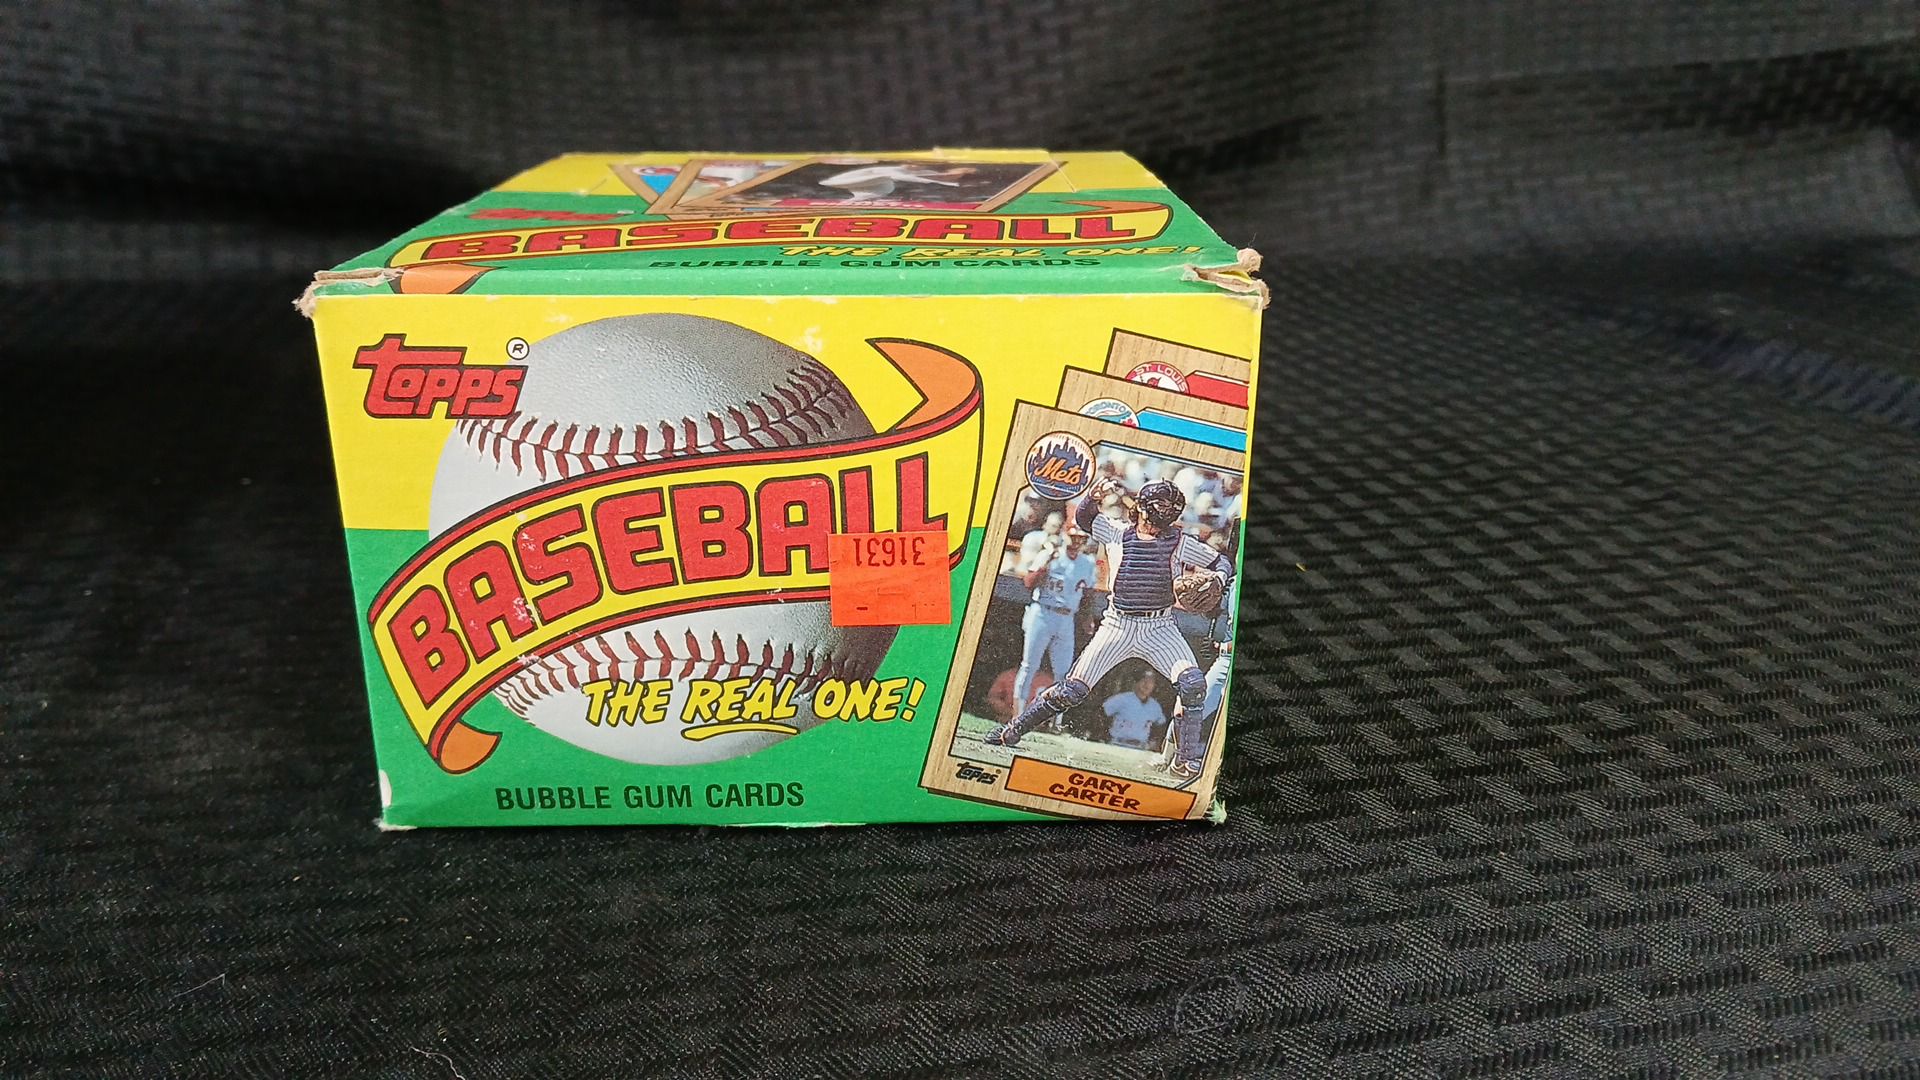 Topps
BASEBALL
THE REAL ONE!
BUBBLE GUM CARDS
topps®
BASEBALL
31631
THE REAL ONE!
BUBBLE GUM CARDS
ST. LOUIS
TORONTO
Mets
topps®
GARY
CARTER